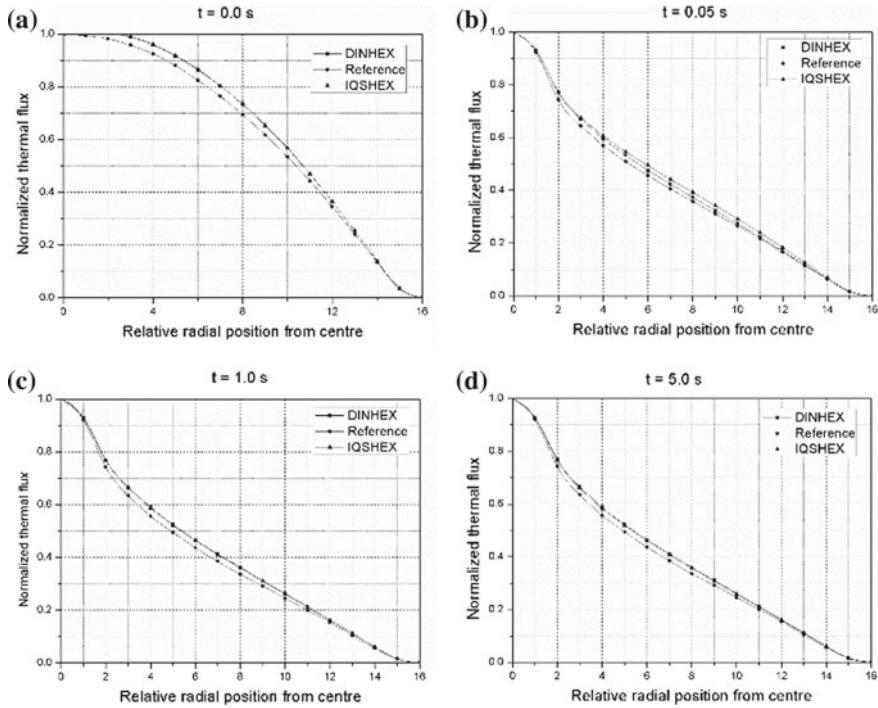 (a)
t = 0.0 s
Normalized thermal flux
1.0
0.8
0.6
0.4
0.2
0.0
0 4 8 12 16
DINHEX
Reference
IQSHEX
Relative radial position from centre
(b)
t = 0.05 s
Normalized thermal flux
1.0
0.8
0.6
0.4
0.2
0.0
0 2 4 6 8 10 12 14 16
DINHEX
Reference
IQSHEX
Relative radial position from centre
(c)
t = 1.0 s
Normalized thermal flux
1.0
0.8
0.6
0.4
0.2
0.0
0 2 4 6 8 10 12 14 16
DINHEX
Reference
IQSHEX
Relative radial position from centre
(d)
t = 5.0 s
Normalized thermal flux
1.0
0.8
0.6
0.4
0.2
0.0
0 2 4 6 8 10 12 14 16
DINHEX
Reference
IQSHEX
Relative radial position from centre